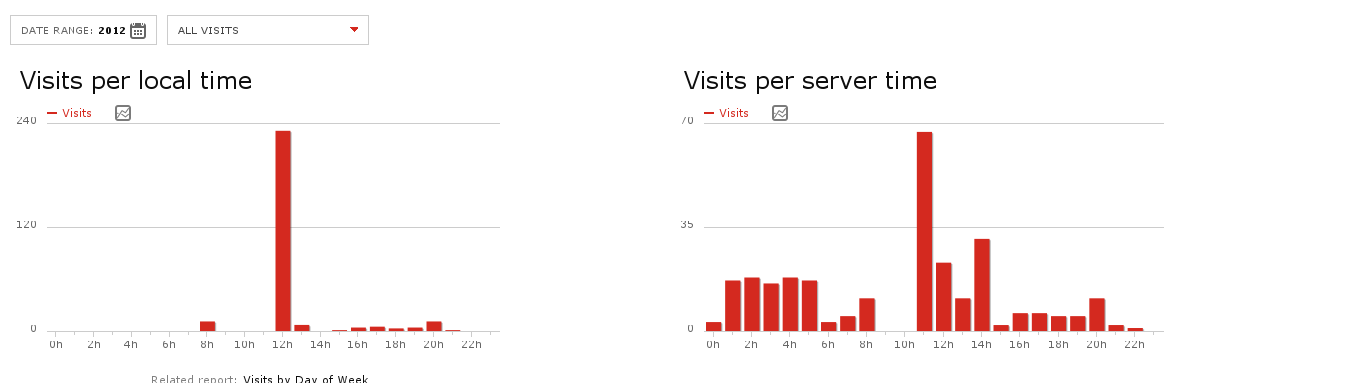 DATE RANGE: 2012
ALL VISITS
Visits per local time
Visits
240
120
0
0h 2h 4h 6h 8h 10h 12h 14h 16h 18h 20h 22h
Related report: Visits by Day of Week
Visits per server time
Visits
70
35
0
0h 2h 4h 6h 8h 10h 12h 14h 16h 18h 20h 22h